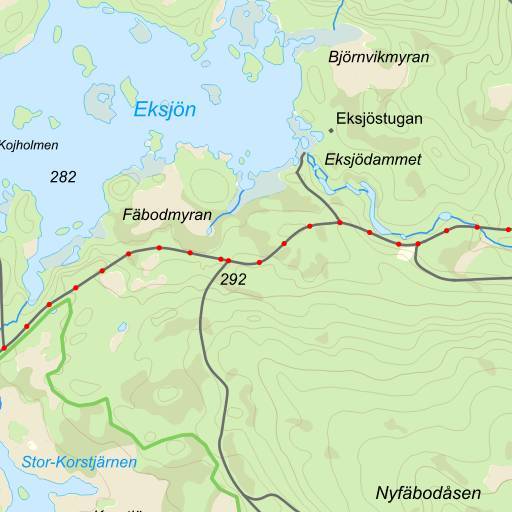 Björnvikmyran
Eksjön
Eksjöstugan
Kojholmen
Eksjödammet
282
Fäbodmyran
292
Stor-Korstjärnen
Nyfäbodåsen